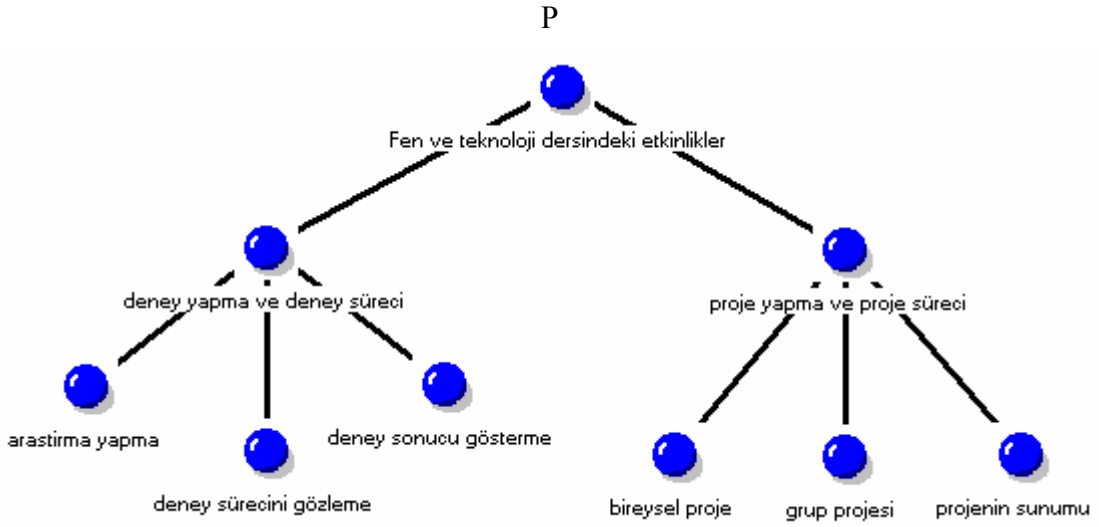 P
Fen ve teknoloji dersindeki etkinlikler
deney yapma ve deney süreci
proje yapma ve proje süreci
arastirma yapma
deney sonucu gösterme
deney sürecini gözleme
bireysel proje
grup projesi
projenin sunumu